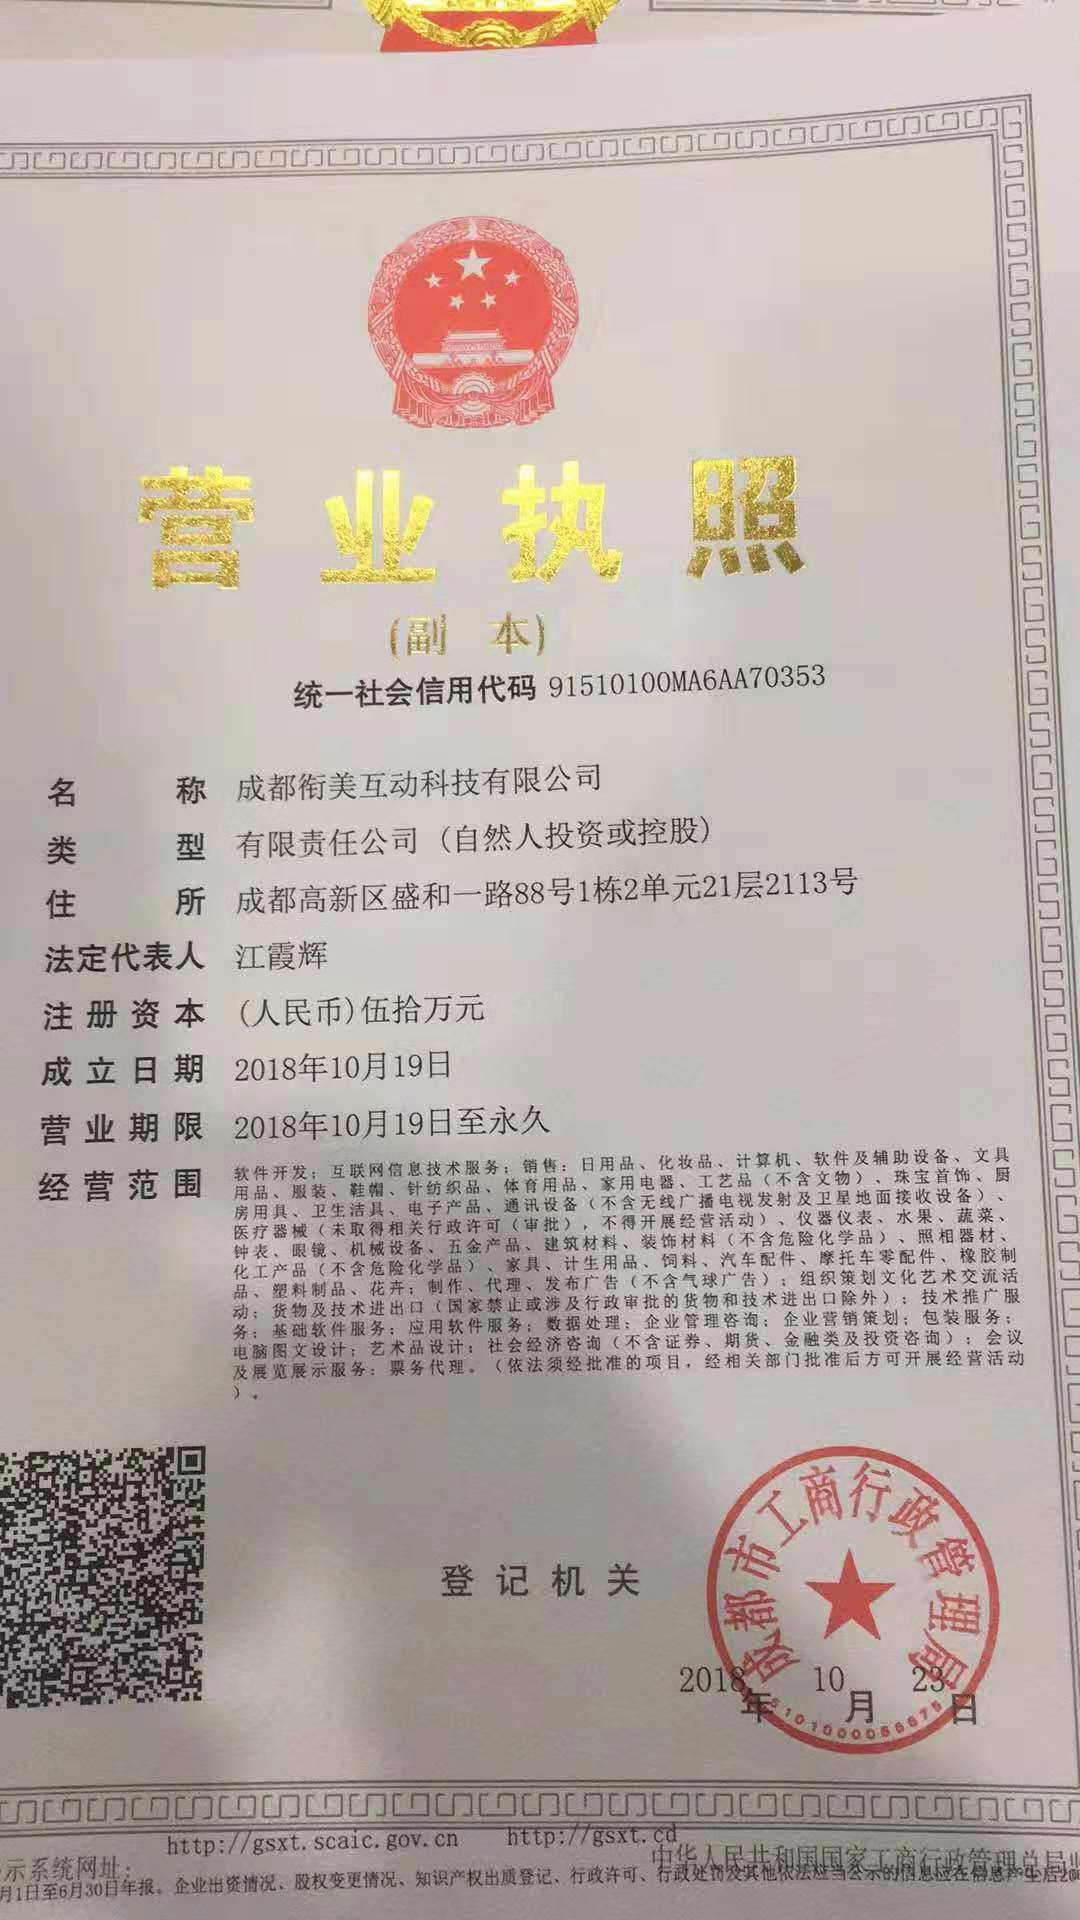 营业执照
(副本)
统一社会信用代码 91510100MA6AA70353
名称 成都衔美互动科技有限公司
类型 有限责任公司(自然人投资或控股)
住所 成都高新区盛和一路88号1栋2单元21层2113号
法定代表人 江霞辉
注册资本 (人民币)伍拾万元
成立日期 2018年10月19日
营业期限 2018年10月19日至永久
经营范围 软件开发；互联网信息技术服务；销售：日用品、化妆品、计算机、软件及辅助设备、文具
用品、服装、鞋帽、针纺织品、体育用品、家用电器、工艺品（不含文物）、珠宝首饰、厨
房用具、卫生洁具、电子产品、通讯设备（不含无线广播电视发射及卫星地面接收设备）、
医疗器械（未取得相关行政许可（审批），不得开展经营活动）、仪器仪表、水果、蔬菜、
钟表、眼镜、机械设备、五金产品、建筑材料、装饰材料（不含危险化学品）、照相器材、
化工产品（不含危险化学品）、家具、计生用品、饲料、汽车配件、摩托车零配件、橡胶制
品、塑料制品、花卉；制作、代理、发布广告（不含气球广告）；组织策划文化艺术交流活
动；货物及技术进出口（国家禁止或涉及行政审批的货物和技术进出口除外）；技术推广服
务；基础软件服务；应用软件服务；数据处理；企业管理咨询；企业营销策划；包装服务；
电脑图文设计；艺术品设计；社会经济咨询（不含证券、期货、金融类及投资咨询）；会议
及展览展示服务；票务代理。（依法须经批准的项目，经相关部门批准后方可开展经营活动
）。
成都市工商行政管理局
登记机关
2018年10月23日
5101000065875
http://gsxt.scaic.gov.cn http://gsxt.cd
示系统网址：
中华人民共和国国家工商行政管理总局
月1日至6月30日年报。企业出资情况、股权变更情况、知识产权出质登记、行政许可、行政处罚及其他依法应当公示的信息应在信息产生后20